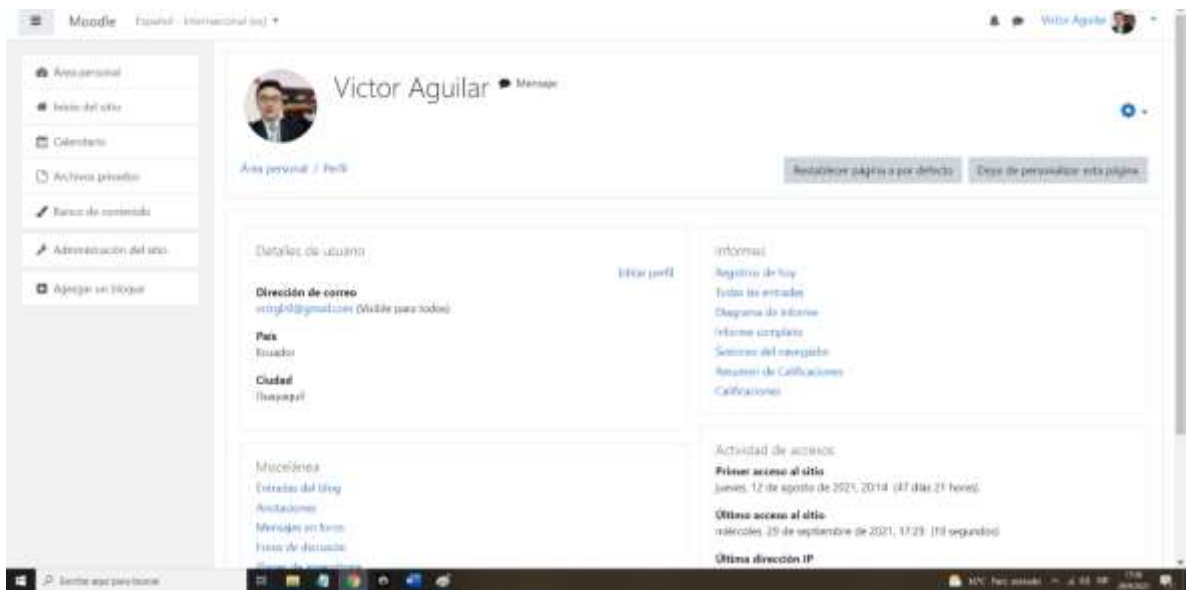 Moodle Español - Internacional (es)
Victor Aguilar
Área personal
Inicio del sitio
Calendario
Archivos privados
Banco de contenido
Administración del sitio
Agregar un bloque
Victor Aguilar Mensaje
Área personal / Perfil
Restablecer página a por defecto
Dejar de personalizar esta página
Detalles de usuario
Editar perfil
Dirección de correo
(Visible para todos)
País
Ecuador
Ciudad
Guayaquil
Miscelánea
Entradas del blog
Anotaciones
Mensajes en foros
Foros de discusión
Informes
Registros de hoy
Todas las entradas
Diagrama de informe
Informe completo
Sesiones del navegador
Resumen de Calificaciones
Calificaciones
Actividad de accesos
Primer acceso al sitio
jueves, 12 de agosto de 2021, 20:14 (47 días 21 horas)
Último acceso al sitio
miércoles, 29 de septiembre de 2021, 17:29 (19 segundos)
Última dirección IP
Escribe aquí para buscar